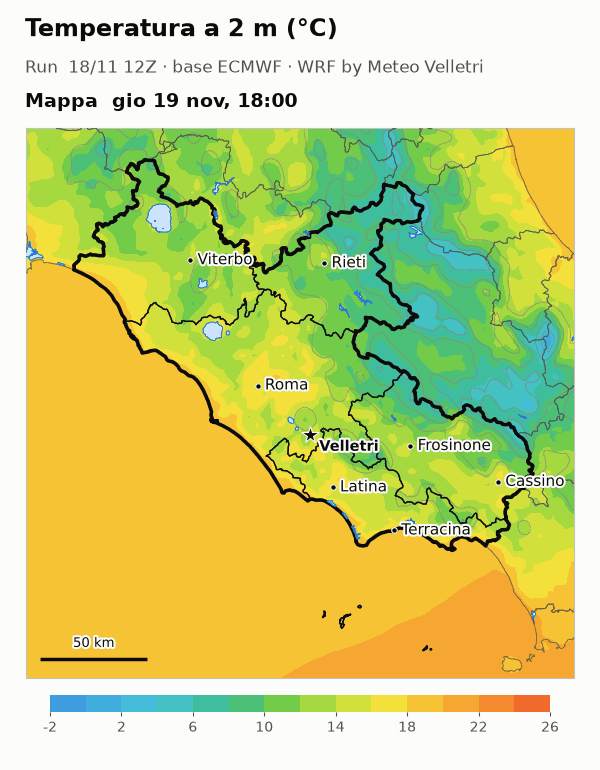 Temperatura a 2 m (°C)
Run  18/11 12Z · base ECMWF · WRF by Meteo Velletri
Mappa  gio 19 nov, 18:00
Viterbo
Rieti
Roma
Velletri
Frosinone
Latina
Cassino
Terracina
50 km
-2 2 6 10 14 18 22 26